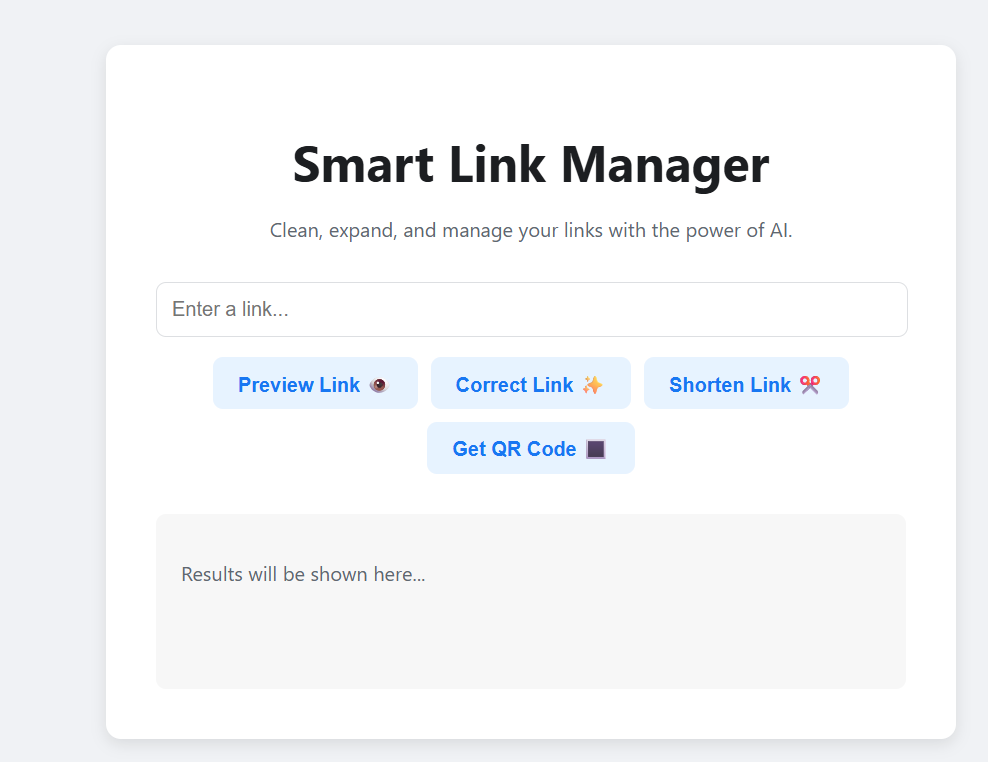 Smart Link Manager
Clean, expand, and manage your links with the power of AI.
Enter a link...
Preview Link 👁️ Correct Link ✨ Shorten Link ✂️
Get QR Code 🔳
Results will be shown here...